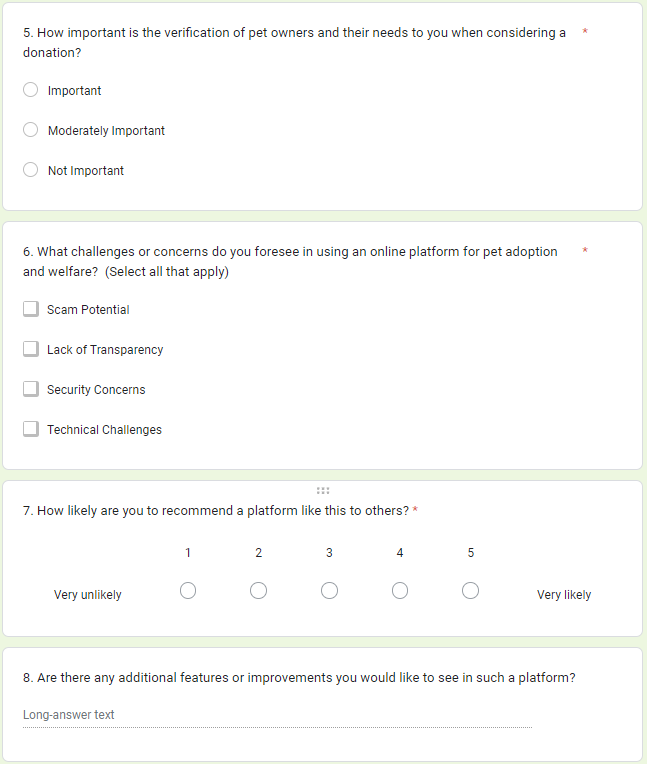 5. How important is the verification of pet owners and their needs to you when considering a *
donation?
Important
Moderately Important
Not Important
6. What challenges or concerns do you foresee in using an online platform for pet adoption *
and welfare? (Select all that apply)
Scam Potential
Lack of Transparency
Security Concerns
Technical Challenges
7. How likely are you to recommend a platform like this to others? *
1 2 3 4 5
Very unlikely Very likely
8. Are there any additional features or improvements you would like to see in such a platform?
Long-answer text